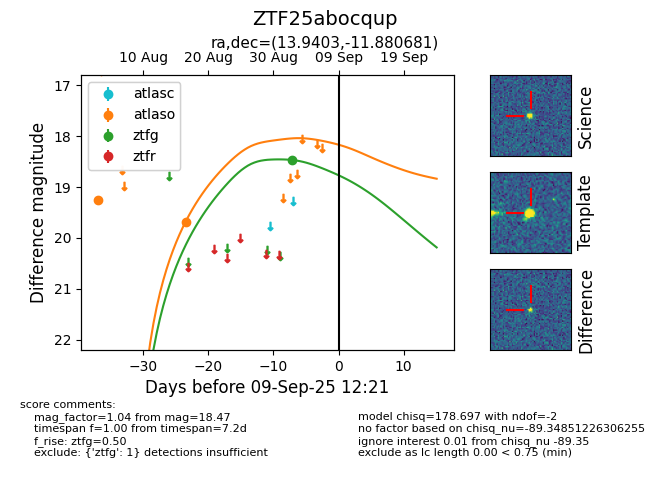 ZTF25abocqup
ra,dec=(13.9403,-11.880681)
10 Aug 20 Aug 30 Aug 09 Sep 19 Sep
atlasc
atlaso
ztfg
ztfr
17
18
19
20
21
22
Difference magnitude
−30 −20 −10 0 10
Days before 09-Sep-25 12:21
Science
Template
Difference
score comments:
mag_factor=1.04 from mag=18.47
timespan f=1.00 from timespan=7.2d
f_rise: ztfg=0.50
exclude: {'ztfg': 1} detections insufficient
model chisq=178.697 with ndof=-2
no factor based on chisq_nu=-89.34851226306255
ignore interest 0.01 from chisq_nu -89.35
exclude as lc length 0.00 < 0.75 (min)